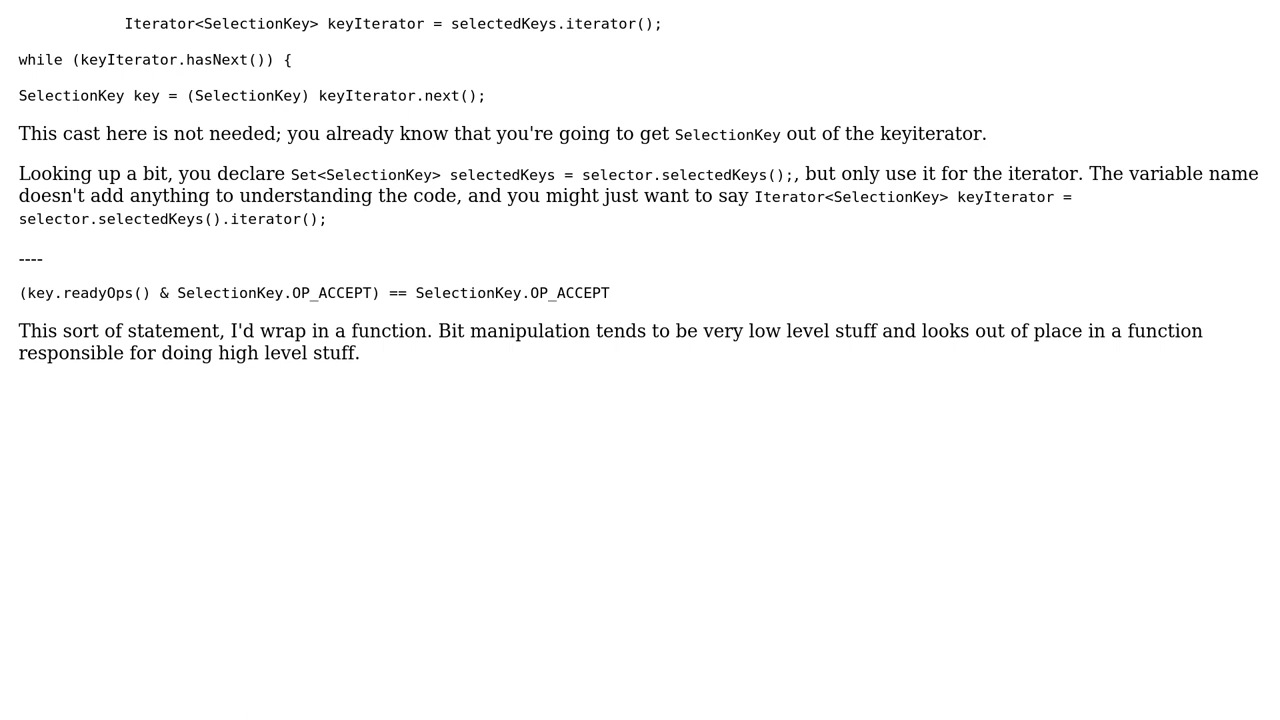 Iterator<SelectionKey> keyIterator = selectedKeys.iterator();
while (keyIterator.hasNext()) {
SelectionKey key = (SelectionKey) keyIterator.next();
This cast here is not needed; you already know that you're going to get SelectionKey out of the keyiterator.
Looking up a bit, you declare Set<SelectionKey> selectedKeys = selector.selectedKeys();, but only use it for the iterator. The variable name
doesn't add anything to understanding the code, and you might just want to say Iterator<SelectionKey> keyIterator =
selector.selectedKeys().iterator();
----
(key.readyOps() & SelectionKey.OP_ACCEPT) == SelectionKey.OP_ACCEPT
This sort of statement, I'd wrap in a function. Bit manipulation tends to be very low level stuff and looks out of place in a function
responsible for doing high level stuff.